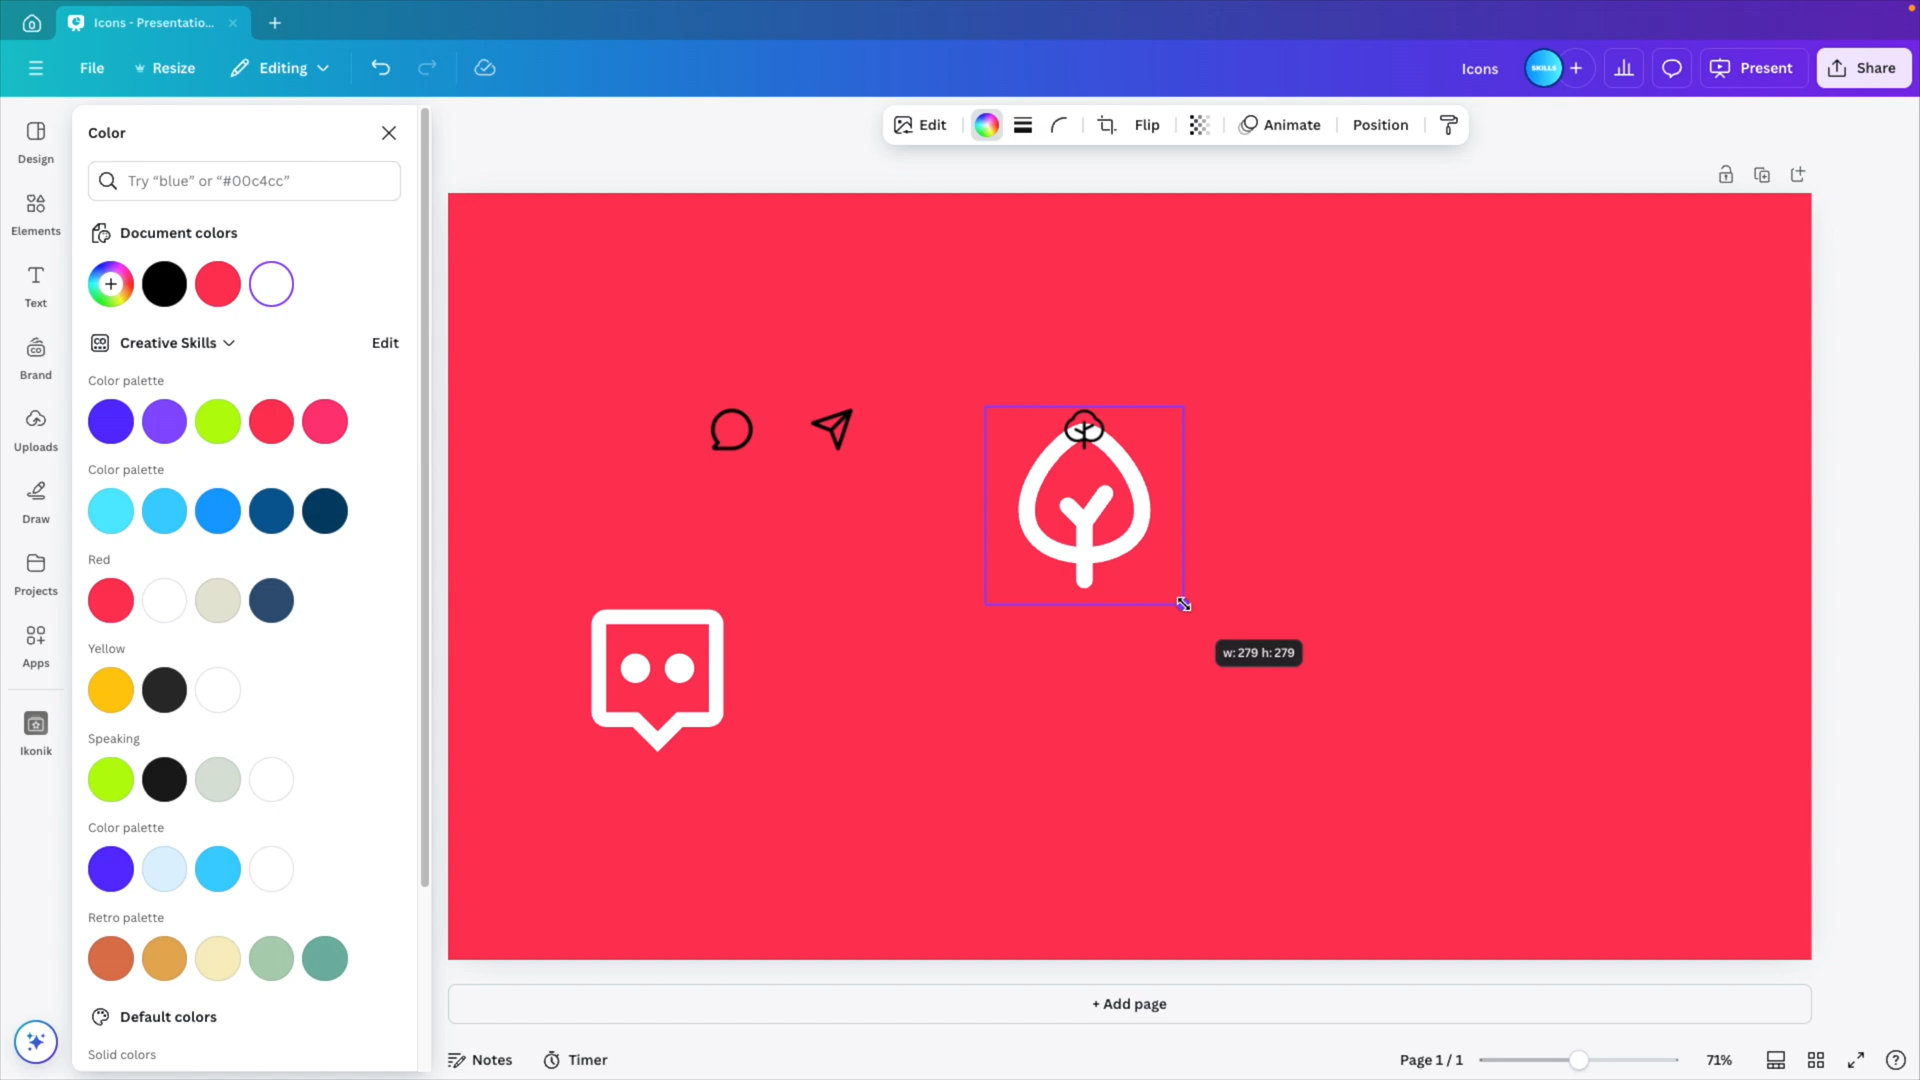 Icons - Presentatio...
File
Resize
Editing
Icons
SKILLS
Present
Share
Design
Elements
Text
Brand
Uploads
Draw
Projects
Apps
Ikonik
Color
Try “blue” or “#00c4cc”
Document colors
Creative Skills
Edit
Color palette
Color palette
Red
Yellow
Speaking
Color palette
Retro palette
Default colors
Solid colors
Edit
Flip
Animate
Position
w: 279 h: 279
+ Add page
Notes
Timer
Page 1 / 1
71%